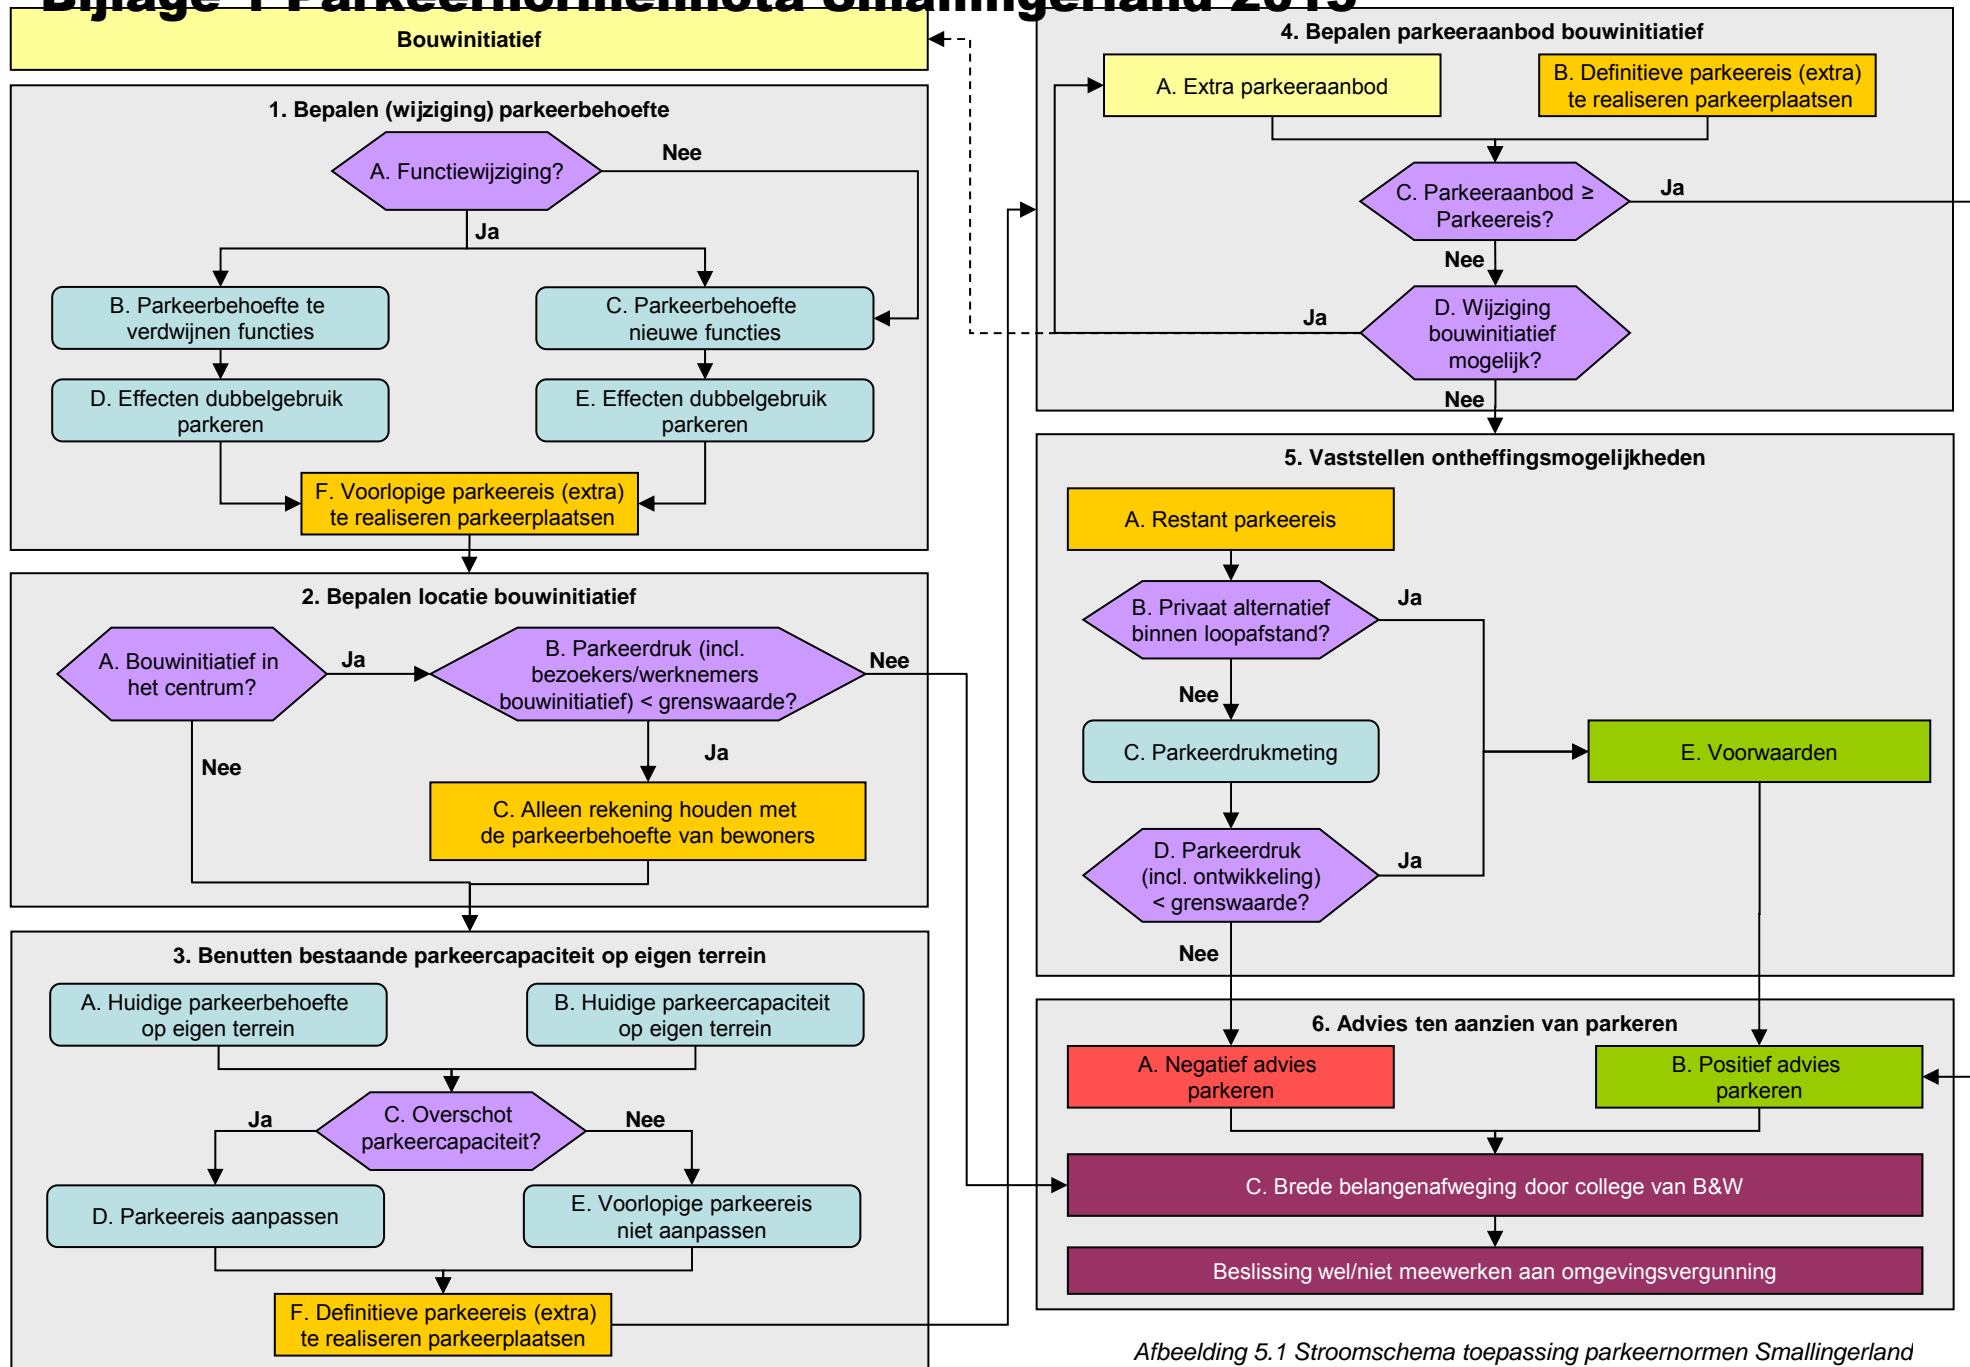 Bijlage 1 Parkeernormennota Smallingerland 2015
Bouwinitiatief
1. Bepalen (wijziging) parkeerbehoefte
A. Functiewijziging?
Nee
Ja
B. Parkeerbehoefte te
verdwijnen functies
C. Parkeerbehoefte
nieuwe functies
D. Effecten dubbelgebruik
parkeren
E. Effecten dubbelgebruik
parkeren
F. Voorlopige parkeereis (extra)
te realiseren parkeerplaatsen
2. Bepalen locatie bouwinitiatief
A. Bouwinitiatief in
het centrum?
Ja
B. Parkeerdruk (incl.
bezoekers/werknemers
bouwinitiatief) < grenswaarde?
Nee
Nee
Ja
C. Alleen rekening houden met
de parkeerbehoefte van bewoners
3. Benutten bestaande parkeercapaciteit op eigen terrein
A. Huidige parkeerbehoefte
op eigen terrein
B. Huidige parkeercapaciteit
op eigen terrein
C. Overschot
parkeercapaciteit?
Ja
Nee
D. Parkeereis aanpassen
E. Voorlopige parkeereis
niet aanpassen
F. Definitieve parkeereis (extra)
te realiseren parkeerplaatsen
4. Bepalen parkeeraanbod bouwinitiatief
A. Extra parkeeraanbod
B. Definitieve parkeereis (extra)
te realiseren parkeerplaatsen
C. Parkeeraanbod ≥
Parkeereis?
Ja
Nee
D. Wijziging
bouwinitiatief
mogelijk?
Ja
Nee
5. Vaststellen ontheffingsmogelijkheden
A. Restant parkeereis
B. Privaat alternatief
binnen loopafstand?
Ja
Nee
C. Parkeerdrukmeting
E. Voorwaarden
D. Parkeerdruk
(incl. ontwikkeling)
< grenswaarde?
Ja
Nee
6. Advies ten aanzien van parkeren
A. Negatief advies
parkeren
B. Positief advies
parkeren
C. Brede belangenafweging door college van B&W
Beslissing wel/niet meewerken aan omgevingsvergunning
Afbeelding 5.1 Stroomschema toepassing parkeernormen Smallingerland